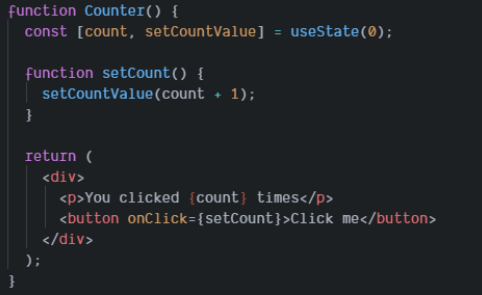 function Counter() {
  const [count, setCountValue] = useState(0);

  function setCount() {
    setCountValue(count + 1);
  }

  return (
    <div>
      <p>You clicked {count} times</p>
      <button onClick={setCount}>Click me</button>
    </div>
  );
}